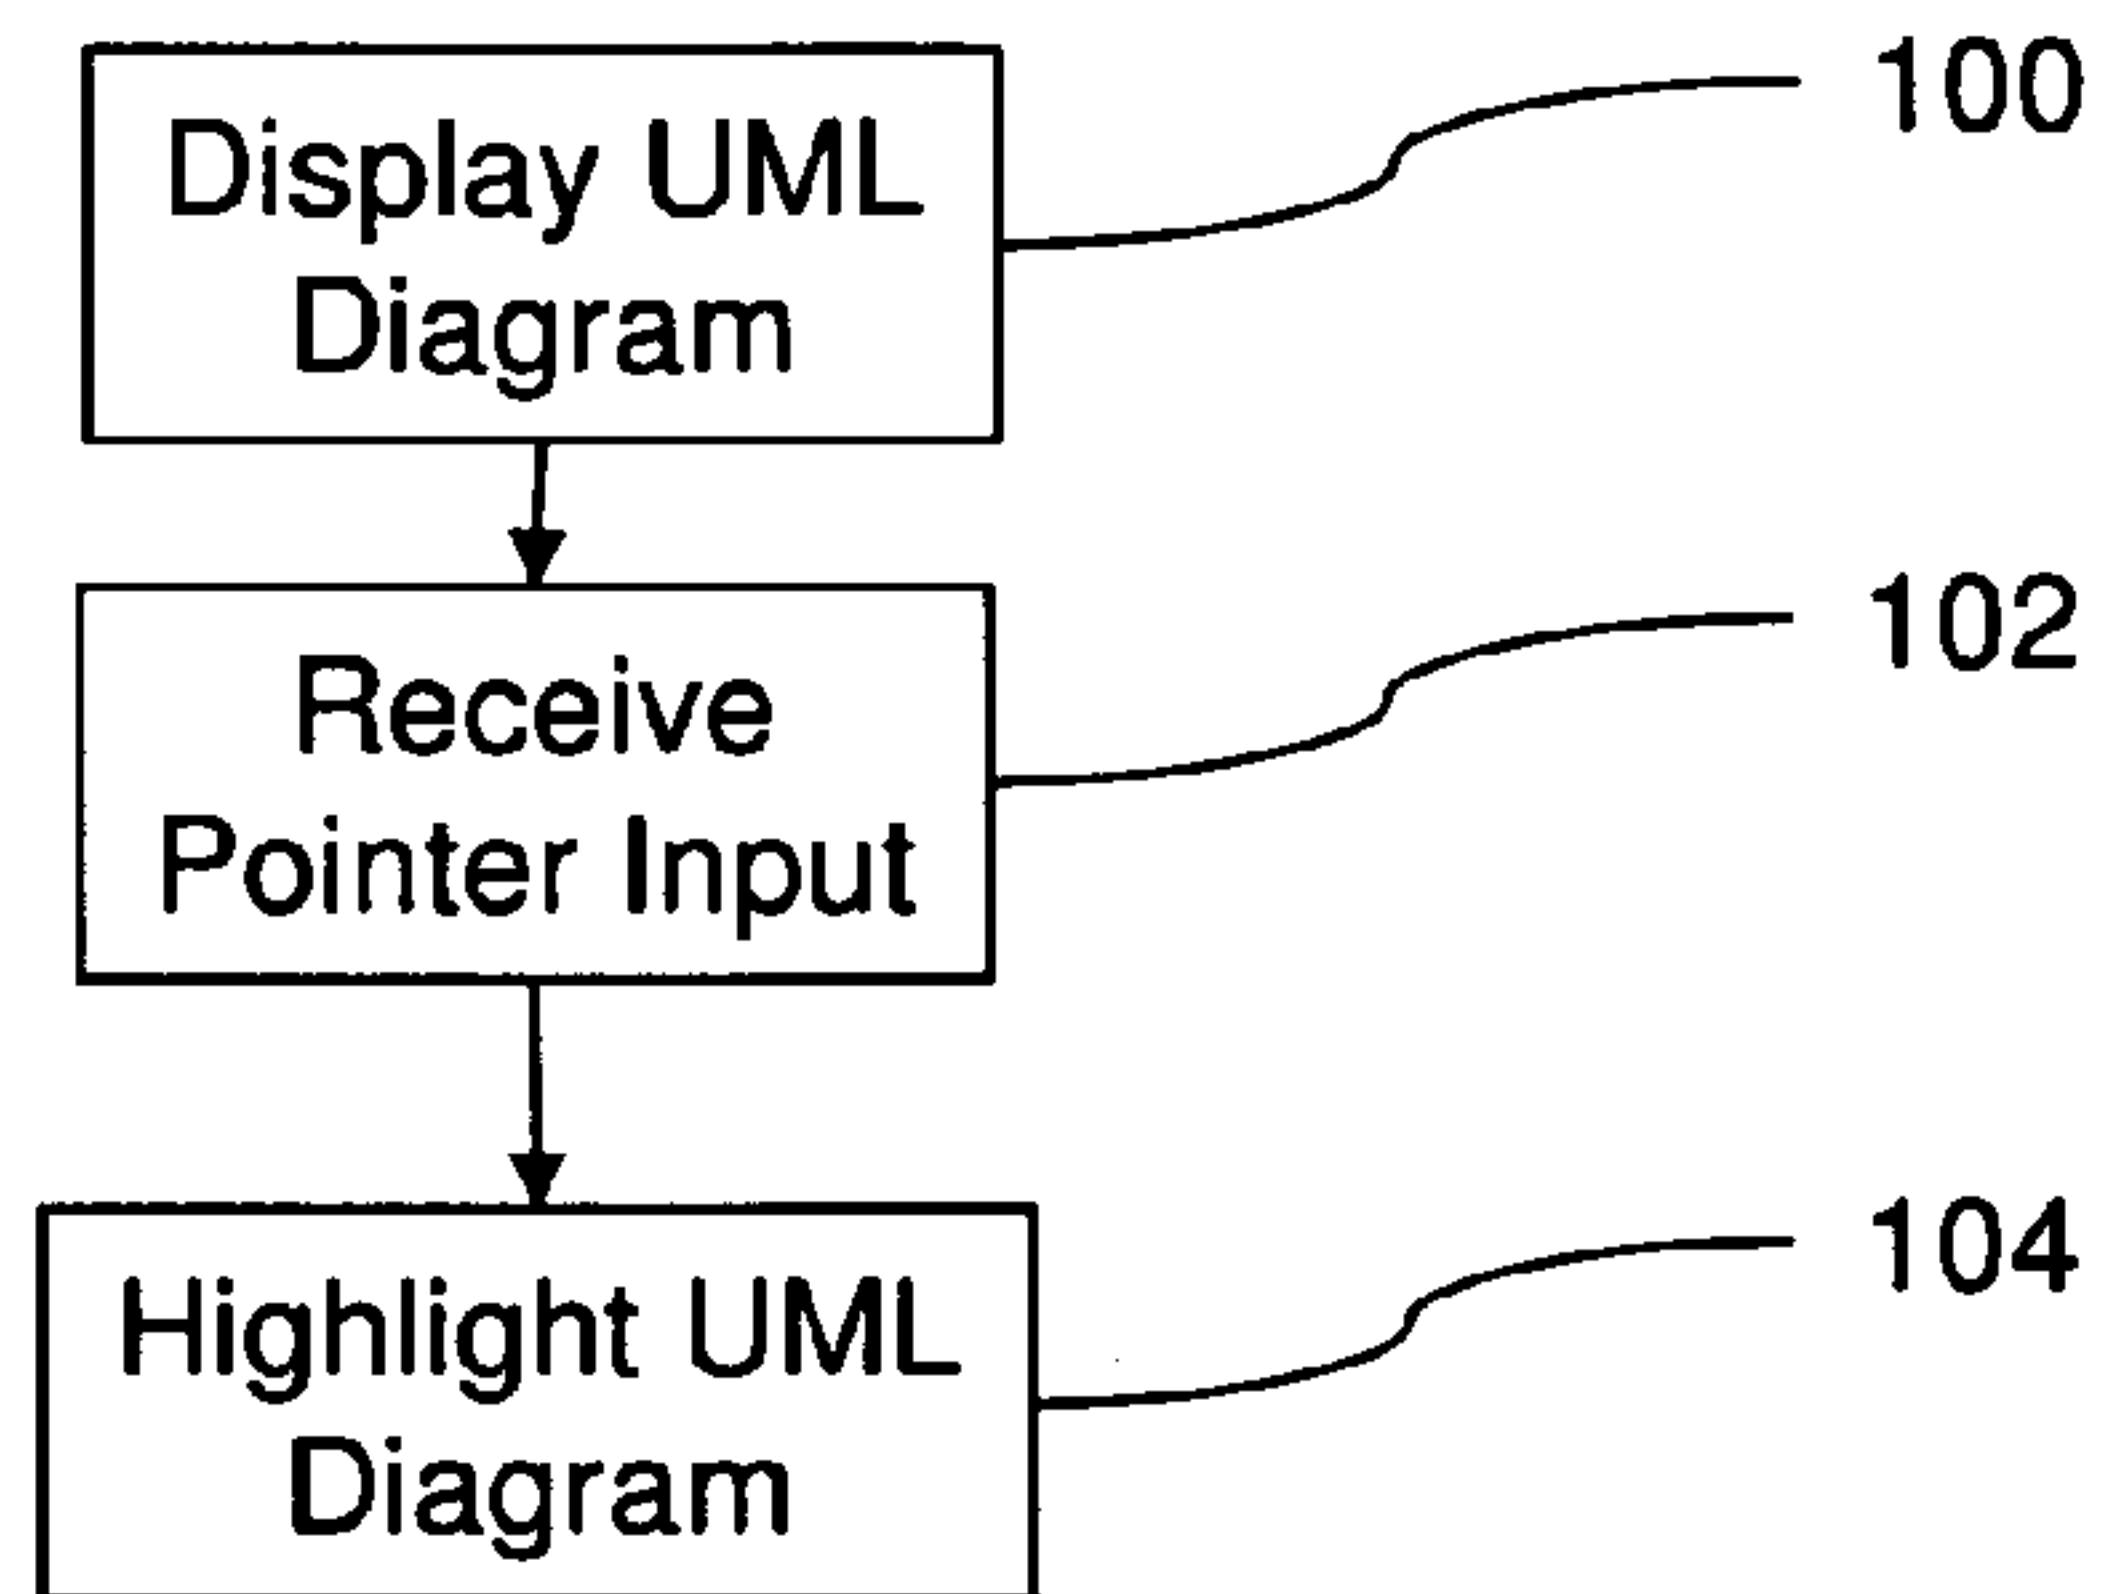 Display UML
Diagram
100
Receive
Pointer Input
102
Highlight UML
Diagram
104